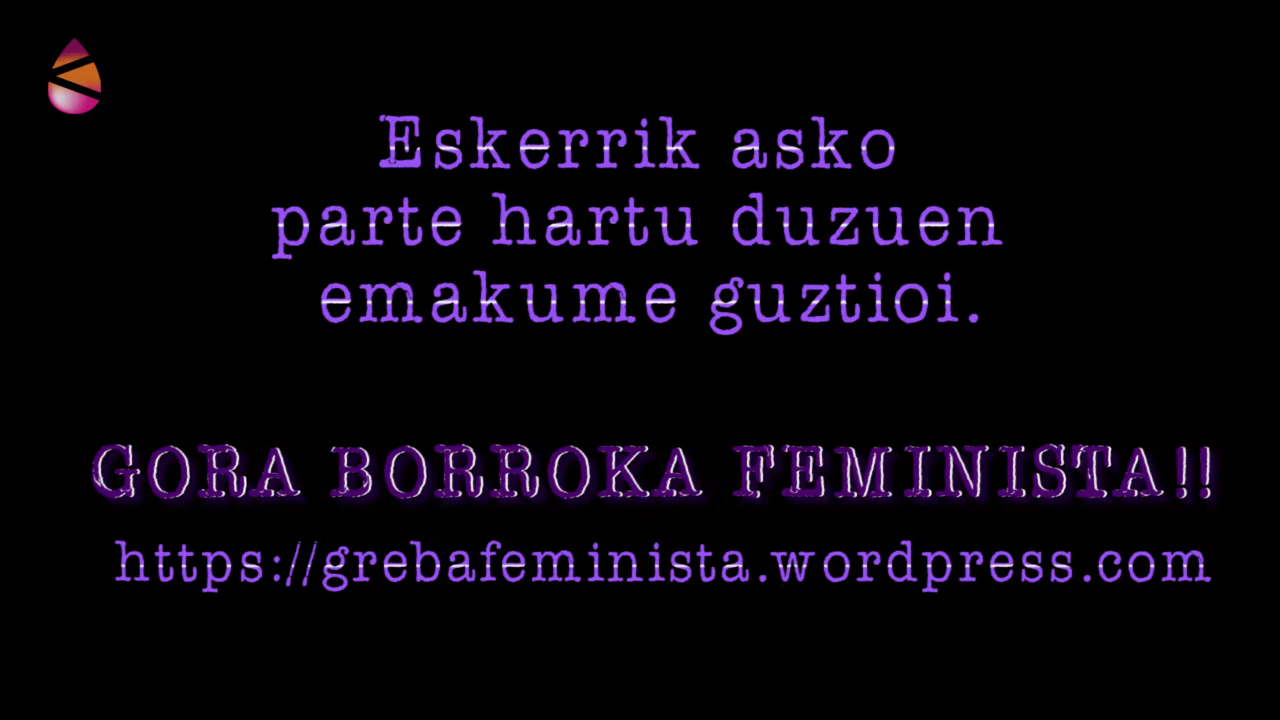 Eskerrik asko
parte hartu duzuen
emakume guztioi.
GORA BORROKA FEMINISTA!!
https://grebafeminista.wordpress.com